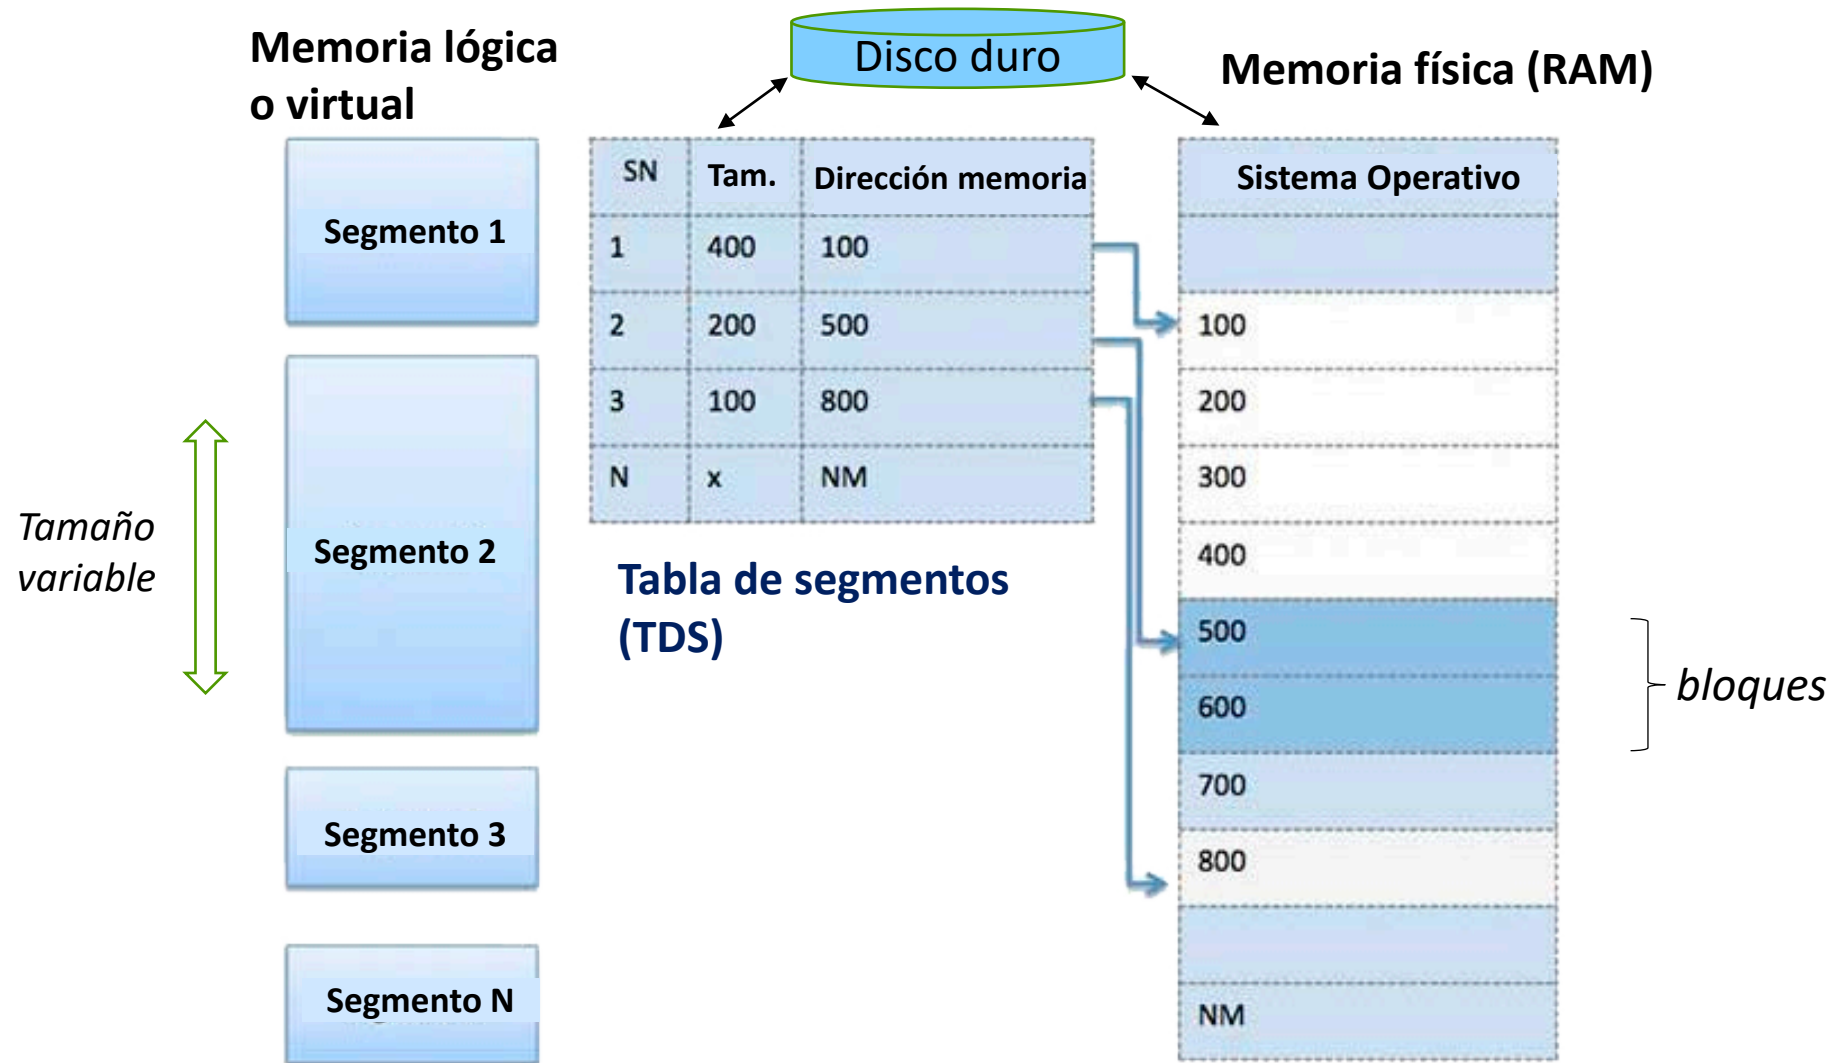 Memoria lógica
o virtual
Disco duro
Memoria física (RAM)
Segmento 1
Segmento 2
Segmento 3
Segmento N
Tamaño
variable
SN Tam. Dirección memoria
1 400 100
2 200 500
3 100 800
N x NM
Tabla de segmentos
(TDS)
Sistema Operativo
100
200
300
400
500
600
700
800
NM
bloques